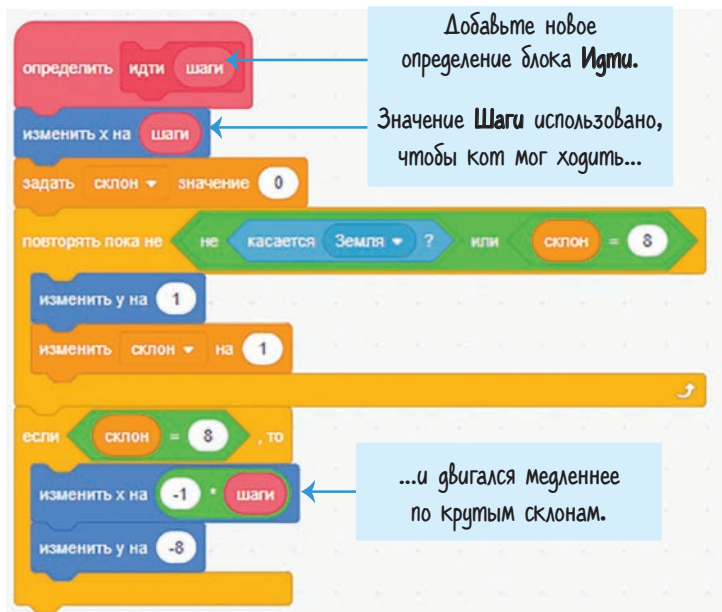 Добавьте новое
определение блока Идти.
определить идти шаги
Значение Шаги использовано,
чтобы кот мог ходить...
изменить х на шаги
задать склон значение 0
повторять пока не не касается Земля ? или склон = 8
изменить у на 1
изменить склон на 1
если склон = 8 , то
...и двигался медленнее
по крутым склонам.
изменить х на -1 * шаги
изменить у на -8